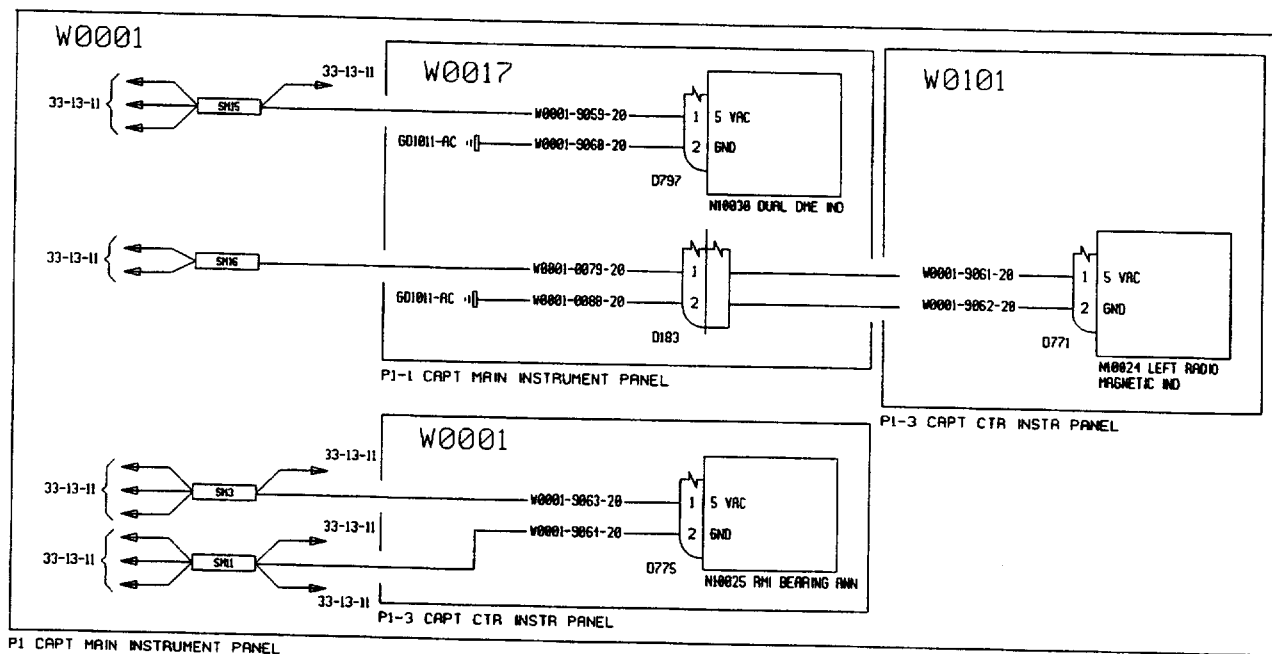 W0001
33-13-11
33-13-11
SM15
W0017
W0001-9059-20
1 5 VAC
GD1011-AC
W0001-9060-20
2 GND
D797
N10030 DUAL DME IND
W0101
33-13-11
SM16
W0801-0079-20
1
GD1011-AC
W0001-0088-20
2
D183
P1-1 CAPT MAIN INSTRUMENT PANEL
W0001-9061-20
1 5 VAC
W0001-9062-20
2 GND
D771
N10024 LEFT RADIO
MAGNETIC IND
P1-3 CAPT CTR INSTR PANEL
W0001
33-13-11
33-13-11
SM3
W0001-9063-20
1 5 VAC
33-13-11
33-13-11
SM11
W0001-9064-20
2 GND
33-13-11
D775
N10025 RMI BEARING ANN
P1-3 CAPT CTR INSTR PANEL
P1 CAPT MAIN INSTRUMENT PANEL